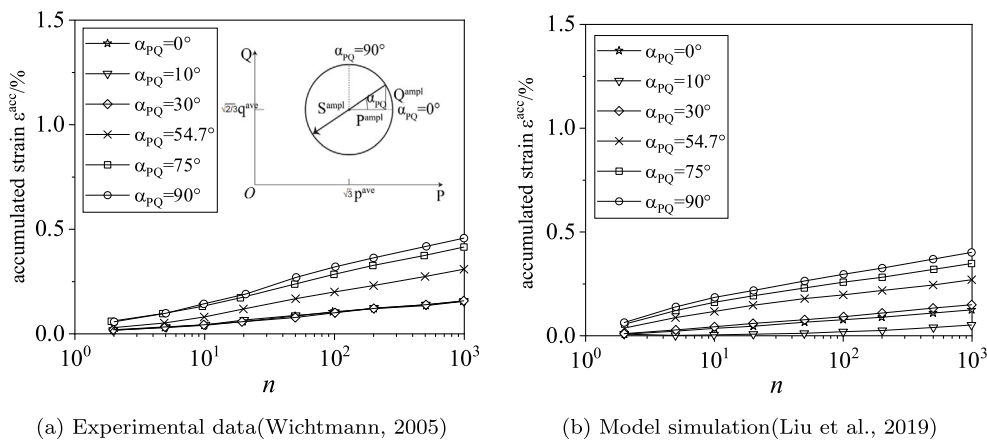 accumulated strain ε^acc/%
1.5
1.0
0.5
0.0
10^0
10^1
10^2
10^3
n
α_PQ=0°
α_PQ=10°
α_PQ=30°
α_PQ=54.7°
α_PQ=75°
α_PQ=90°
Q
α_PQ=90°
√2/3q^ave
S^ampl
α_PQ
Q^ampl
α_PQ=0°
P^ampl
O
√3 p^ave
P
(a) Experimental data(Wichtmann, 2005)
accumulated strain ε^acc/%
1.5
1.0
0.5
0.0
10^0
10^1
10^2
10^3
n
α_PQ=0°
α_PQ=10°
α_PQ=30°
α_PQ=54.7°
α_PQ=75°
α_PQ=90°
(b) Model simulation(Liu et al., 2019)